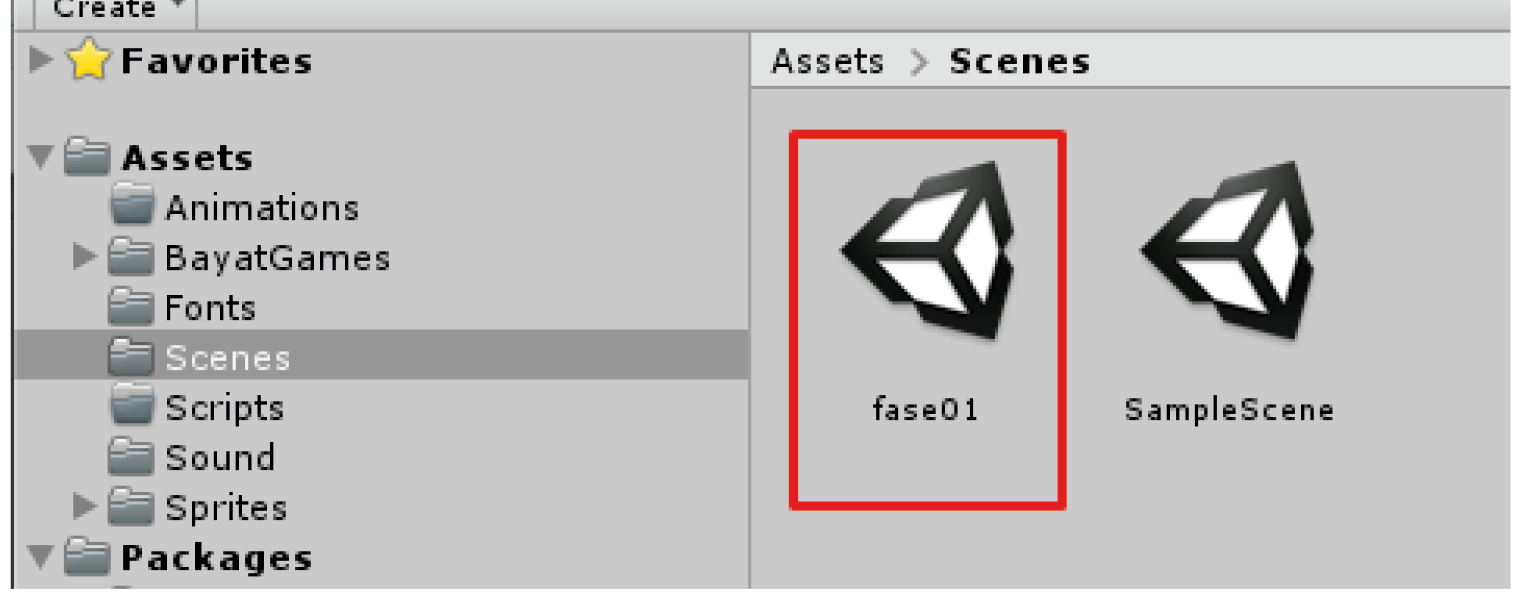 Create
Favorites
Assets
Animations
BayatGames
Fonts
Scenes
Scripts
Sound
Sprites
Packages
Assets > Scenes
fase01
SampleScene